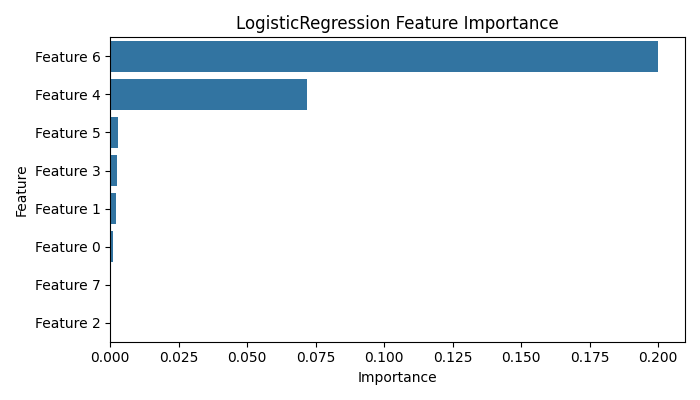 LogisticRegression Feature Importance
Feature
Feature 6
Feature 4
Feature 5
Feature 3
Feature 1
Feature 0
Feature 7
Feature 2
0.000 0.025 0.050 0.075 0.100 0.125 0.150 0.175 0.200
Importance